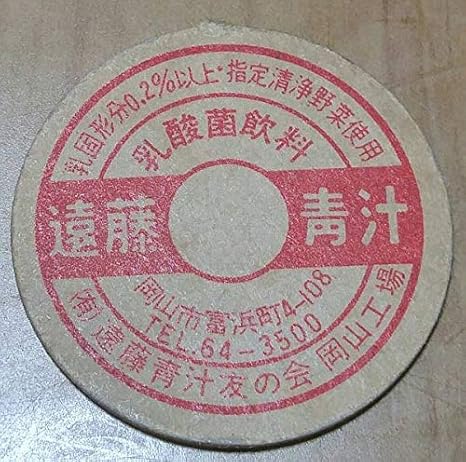 乳固形分0.2%以上・指定清浄野菜使用
乳酸菌飲料
遠藤 青汁
岡山市富浜町4-108
TEL.64-3500
(有)遠藤青汁友の会 岡山工場